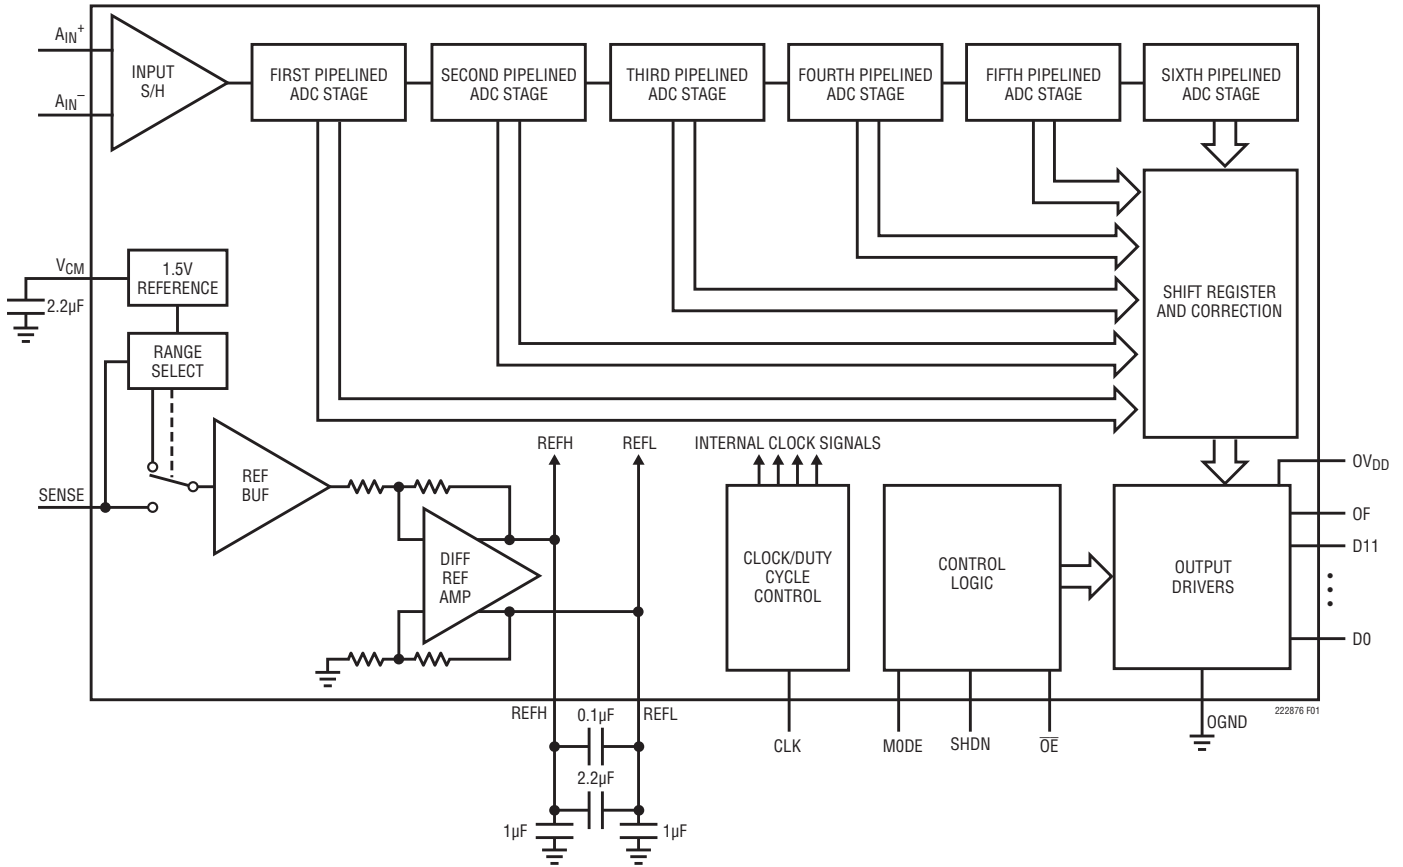 AIN+
AIN–
INPUT
S/H
FIRST PIPELINED
ADC STAGE
SECOND PIPELINED
ADC STAGE
THIRD PIPELINED
ADC STAGE
FOURTH PIPELINED
ADC STAGE
FIFTH PIPELINED
ADC STAGE
SIXTH PIPELINED
ADC STAGE
VCM
2.2µF
1.5V
REFERENCE
RANGE
SELECT
SHIFT REGISTER
AND CORRECTION
SENSE
REF
BUF
DIFF
REF
AMP
REFH
REFL
INTERNAL CLOCK SIGNALS
CLOCK/DUTY
CYCLE
CONTROL
CONTROL
LOGIC
OUTPUT
DRIVERS
OVDD
OF
D11
D0
REFH
0.1µF
REFL
2.2µF
1µF
1µF
CLK
MODE
SHDN
O̅E̅
OGND
222876 F01